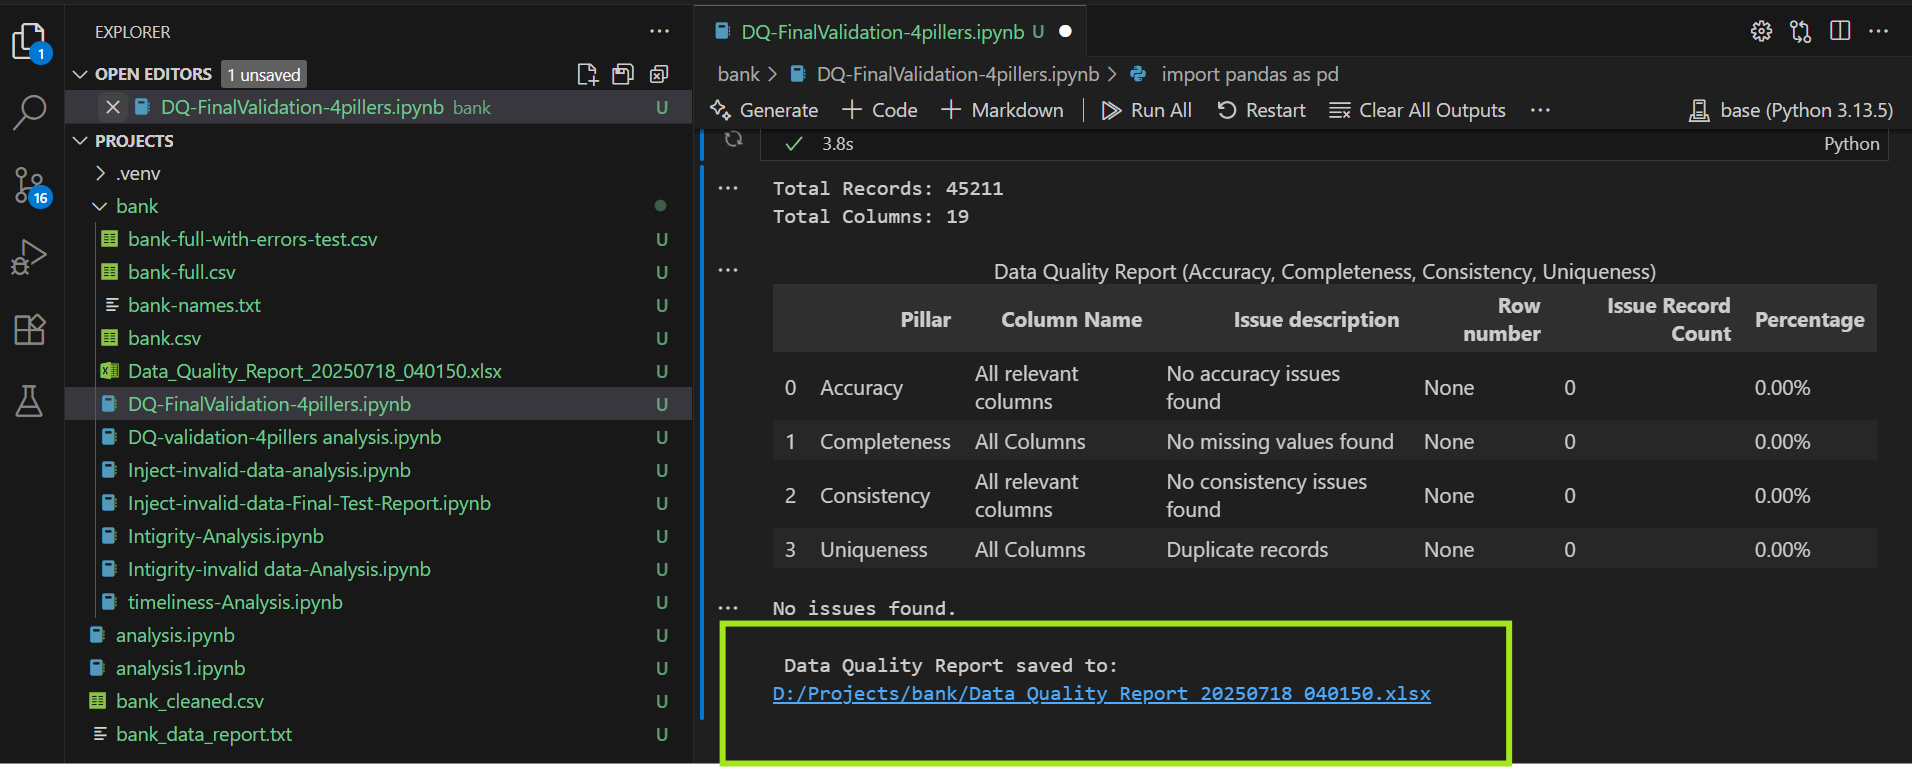 EXPLORER
OPEN EDITORS 1 unsaved
DQ-FinalValidation-4pillers.ipynb bank U
PROJECTS
.venv
bank
bank-full-with-errors-test.csv U
bank-full.csv U
bank-names.txt U
bank.csv U
Data_Quality_Report_20250718_040150.xlsx U
DQ-FinalValidation-4pillers.ipynb U
DQ-validation-4pillers analysis.ipynb U
Inject-invalid-data-analysis.ipynb U
Inject-invalid-data-Final-Test-Report.ipynb U
Intigrity-Analysis.ipynb U
Intigrity-invalid data-Analysis.ipynb U
timeliness-Analysis.ipynb U
analysis.ipynb U
analysis1.ipynb U
bank_cleaned.csv U
bank_data_report.txt U
1
16
DQ-FinalValidation-4pillers.ipynb U
bank > DQ-FinalValidation-4pillers.ipynb > import pandas as pd
Generate + Code + Markdown Run All Restart Clear All Outputs ... base (Python 3.13.5)
3.8s Python
Total Records: 45211
Total Columns: 19
Data Quality Report (Accuracy, Completeness, Consistency, Uniqueness)
Pillar Column Name Issue description Row number Issue Record Count Percentage
0 Accuracy All relevant columns No accuracy issues found None 0 0.00%
1 Completeness All Columns No missing values found None 0 0.00%
2 Consistency All relevant columns No consistency issues found None 0 0.00%
3 Uniqueness All Columns Duplicate records None 0 0.00%
No issues found.
Data Quality Report saved to:
D:/Projects/bank/Data_Quality_Report_20250718_040150.xlsx